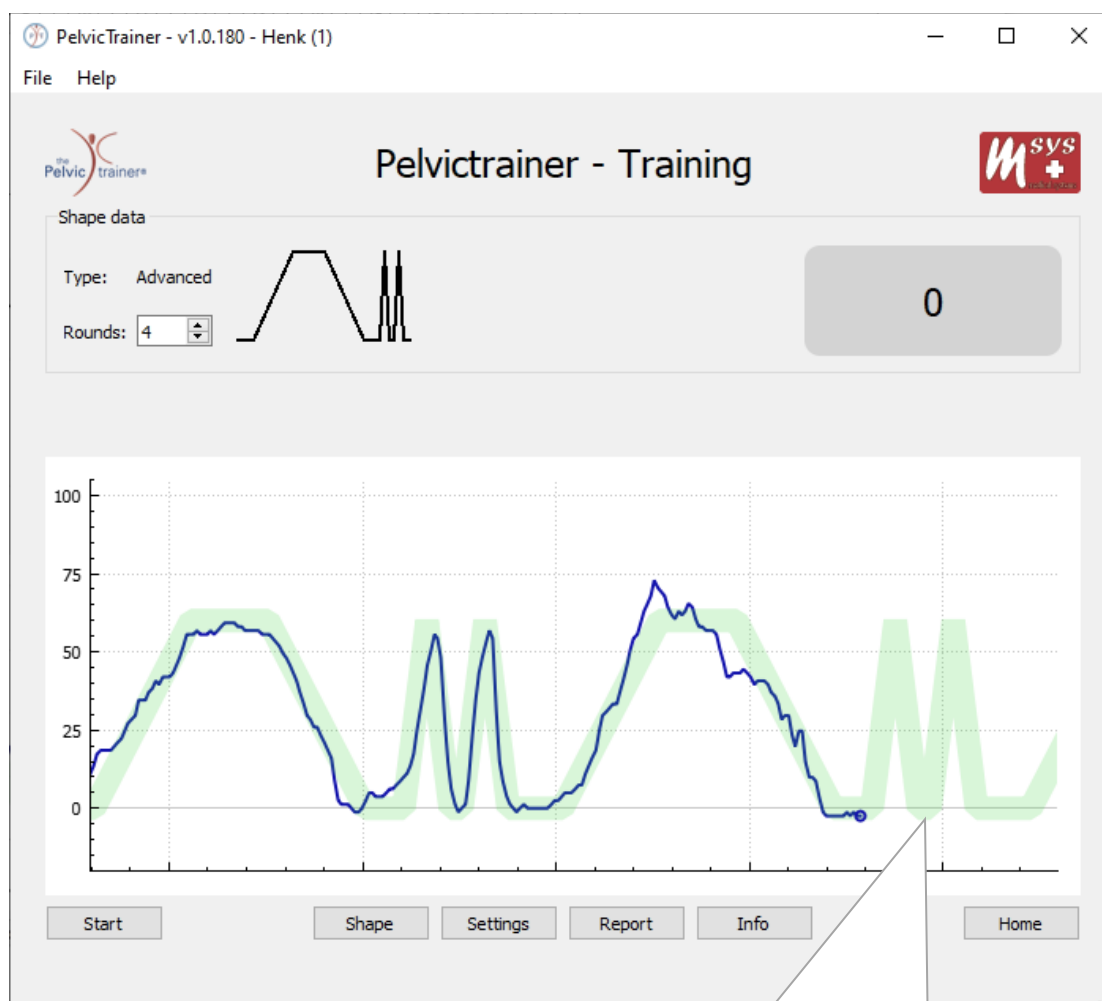 PelvicTrainer - v1.0.180 - Henk (1)
File Help
the
Pelvic trainer®
Pelvictrainer - Training
Msys
Shape data
Type: Advanced
Rounds: 4
0
100
75
50
25
0
Start Shape Settings Report Info Home